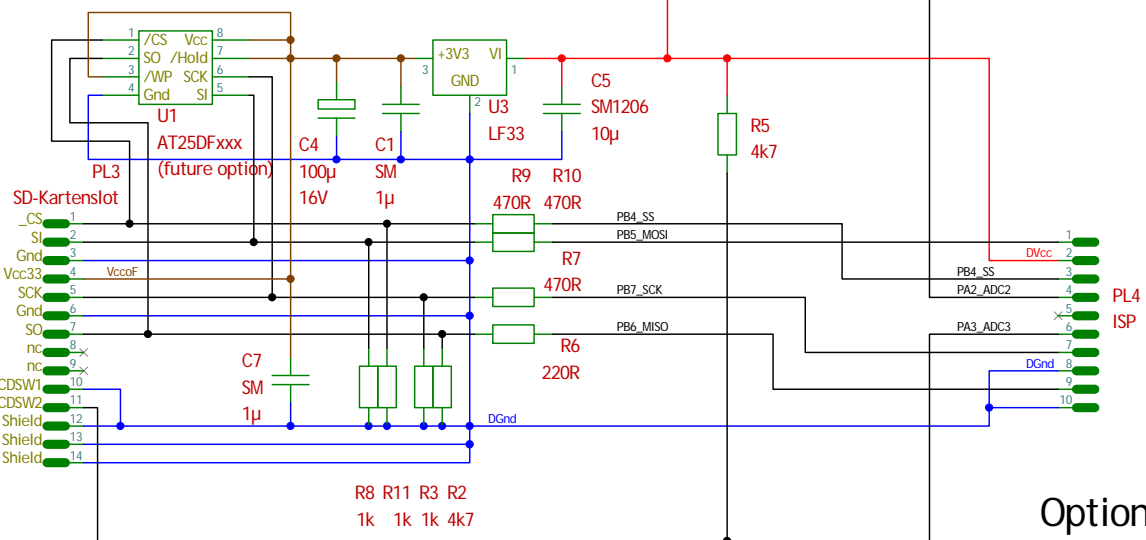 1 /CS Vcc 8
2 SO /Hold 7
3 /WP SCK 6
4 Gnd SI 5
U1
AT25DFxxx
(future option)
+3V3 VI
3 GND 1
2
U3
LF33
C4
100µ
16V
C1
SM
1µ
C5
SM1206
10µ
R5
4k7
PL3
SD-Kartenslot
_CS 1
SI 2
Gnd 3
Vcc33 4
VccoF
SCK 5
Gnd 6
SO 7
nc 8
nc 9
CDSW1 10
CDSW2 11
Shield 12
Shield 13
Shield 14
R9 R10
470R 470R
PB4_SS
PB5_MOSI
R7
470R
PB7_SCK
PB6_MISO
R6
220R
C7
SM
1µ
DGnd
R8 R11 R3 R2
1k 1k 1k 4k7
1
DVcc 2
PB4_SS 3
PA2_ADC2 4
5
PA3_ADC3 6
7
DGnd 8
9
10
PL4
ISP
Option